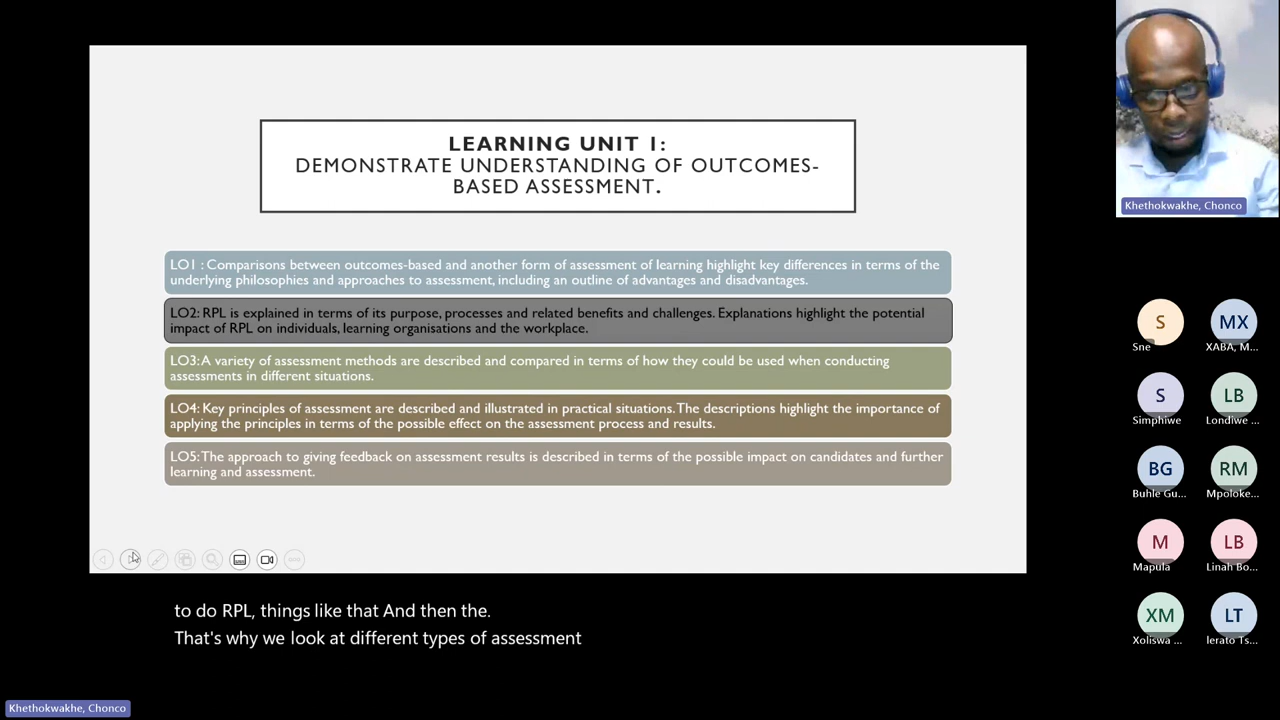 LEARNING UNIT 1:
DEMONSTRATE UNDERSTANDING OF OUTCOMES-
BASED ASSESSMENT.
LO1 : Comparisons between outcomes-based and another form of assessment of learning highlight key differences in terms of the
underlying philosophies and approaches to assessment, including an outline of advantages and disadvantages.
LO2: RPL is explained in terms of its purpose, processes and related benefits and challenges. Explanations highlight the potential
impact of RPL on individuals, learning organisations and the workplace.
LO3: A variety of assessment methods are described and compared in terms of how they could be used when conducting
assessments in different situations.
LO4: Key principles of assessment are described and illustrated in practical situations. The descriptions highlight the importance of
applying the principles in terms of the possible effect on the assessment process and results.
LO5: The approach to giving feedback on assessment results is described in terms of the possible impact on candidates and further
learning and assessment.
to do RPL, things like that And then the.
That's why we look at different types of assessment
Khethokwakhe, Chonco
Khethokwakhe, Chonco
S
Sne
MX
XABA, M...
S
Simphiwe
LB
Londiwe ...
BG
Buhle Gu...
RM
Mpoloke...
M
Mapula
LB
Linah Bo...
XM
Xoliswa ...
LT
lerato Ts...